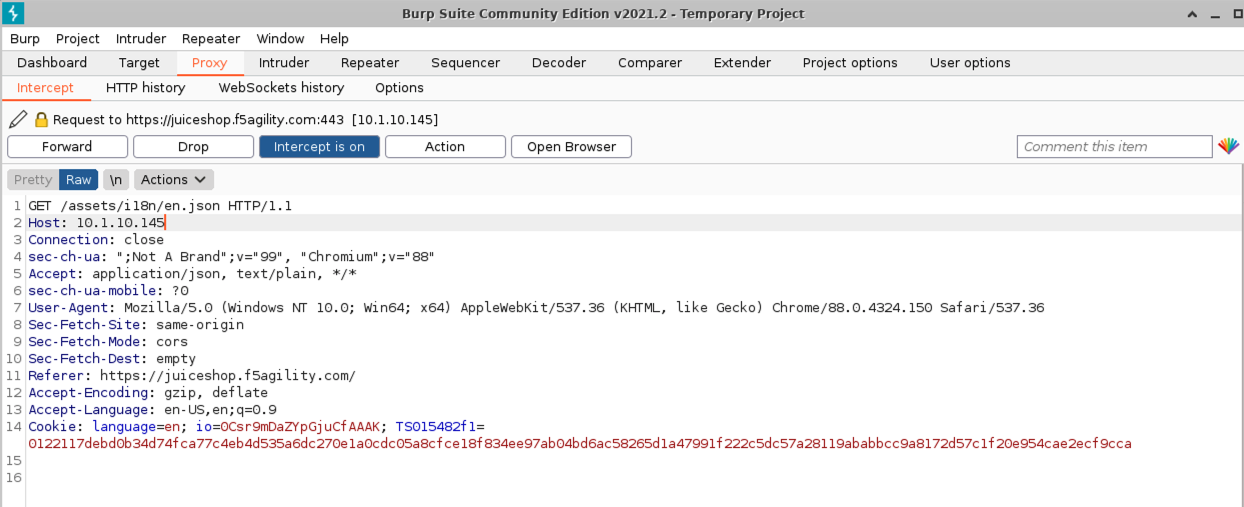 Burp Suite Community Edition v2021.2 - Temporary Project
Burp Project Intruder Repeater Window Help
Dashboard Target Proxy Intruder Repeater Sequencer Decoder Comparer Extender Project options User options
Intercept HTTP history WebSockets history Options
Request to https://juiceshop.f5agility.com:443 [10.1.10.145]
Forward Drop Intercept is on Action Open Browser Comment this item
Pretty Raw \n Actions
1 GET /assets/i18n/en.json HTTP/1.1
2 Host: 10.1.10.145
3 Connection: close
4 sec-ch-ua: ";Not A Brand";v="99", "Chromium";v="88"
5 Accept: application/json, text/plain, */*
6 sec-ch-ua-mobile: ?0
7 User-Agent: Mozilla/5.0 (Windows NT 10.0; Win64; x64) AppleWebKit/537.36 (KHTML, like Gecko) Chrome/88.0.4324.150 Safari/537.36
8 Sec-Fetch-Site: same-origin
9 Sec-Fetch-Mode: cors
10 Sec-Fetch-Dest: empty
11 Referer: https://juiceshop.f5agility.com/
12 Accept-Encoding: gzip, deflate
13 Accept-Language: en-US,en;q=0.9
14 Cookie: language=en; io=0Csr9mDaZYpGjuCfAAAK; TS015482f1=
0122117debd0b34d74fca77c4eb4d535a6dc270e1a0cdc05a8cfce18f834ee97ab04bd6ac58265d1a47991f222c5dc57a28119ababbcc9a8172d57c1f20e954cae2ecf9cca
15
16